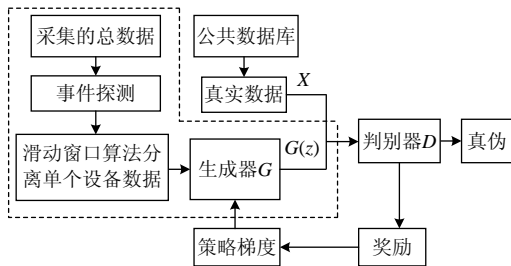 采集的总数据
公共数据库
事件探测
真实数据
X
滑动窗口算法分
离单个设备数据
生成器G
G(z)
判别器D
真伪
策略梯度
奖励